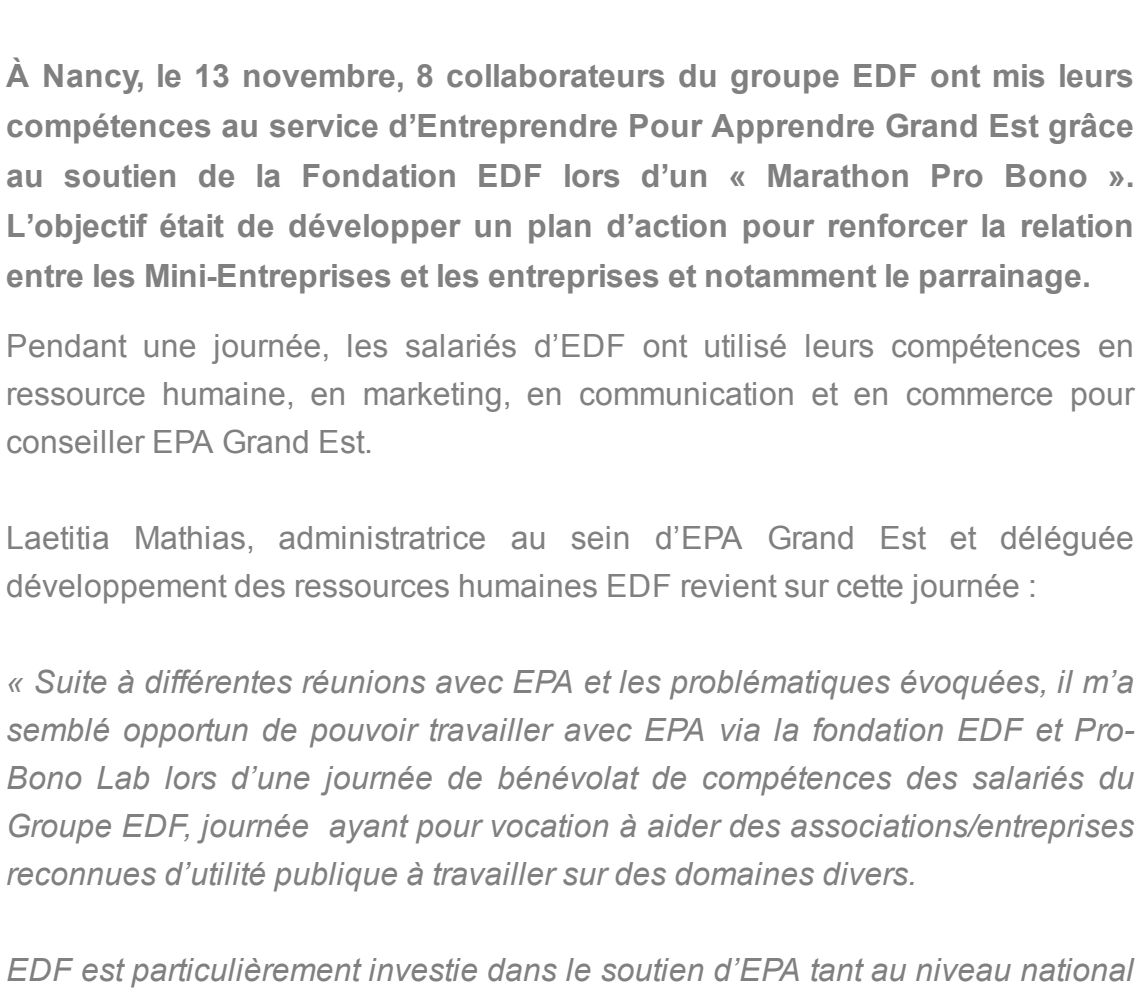 À Nancy, le 13 novembre, 8 collaborateurs du groupe EDF ont mis leurs
compétences au service d’Entreprendre Pour Apprendre Grand Est grâce
au soutien de la Fondation EDF lors d’un « Marathon Pro Bono ».
L’objectif était de développer un plan d’action pour renforcer la relation
entre les Mini-Entreprises et les entreprises et notamment le parrainage.
Pendant une journée, les salariés d’EDF ont utilisé leurs compétences en
ressource humaine, en marketing, en communication et en commerce pour
conseiller EPA Grand Est.
Laetitia Mathias, administratrice au sein d’EPA Grand Est et déléguée
développement des ressources humaines EDF revient sur cette journée :
« Suite à différentes réunions avec EPA et les problématiques évoquées, il m’a
semblé opportun de pouvoir travailler avec EPA via la fondation EDF et Pro-
Bono Lab lors d’une journée de bénévolat de compétences des salariés du
Groupe EDF, journée  ayant pour vocation à aider des associations/entreprises
reconnues d’utilité publique à travailler sur des domaines divers.
EDF est particulièrement investie dans le soutien d’EPA tant au niveau national